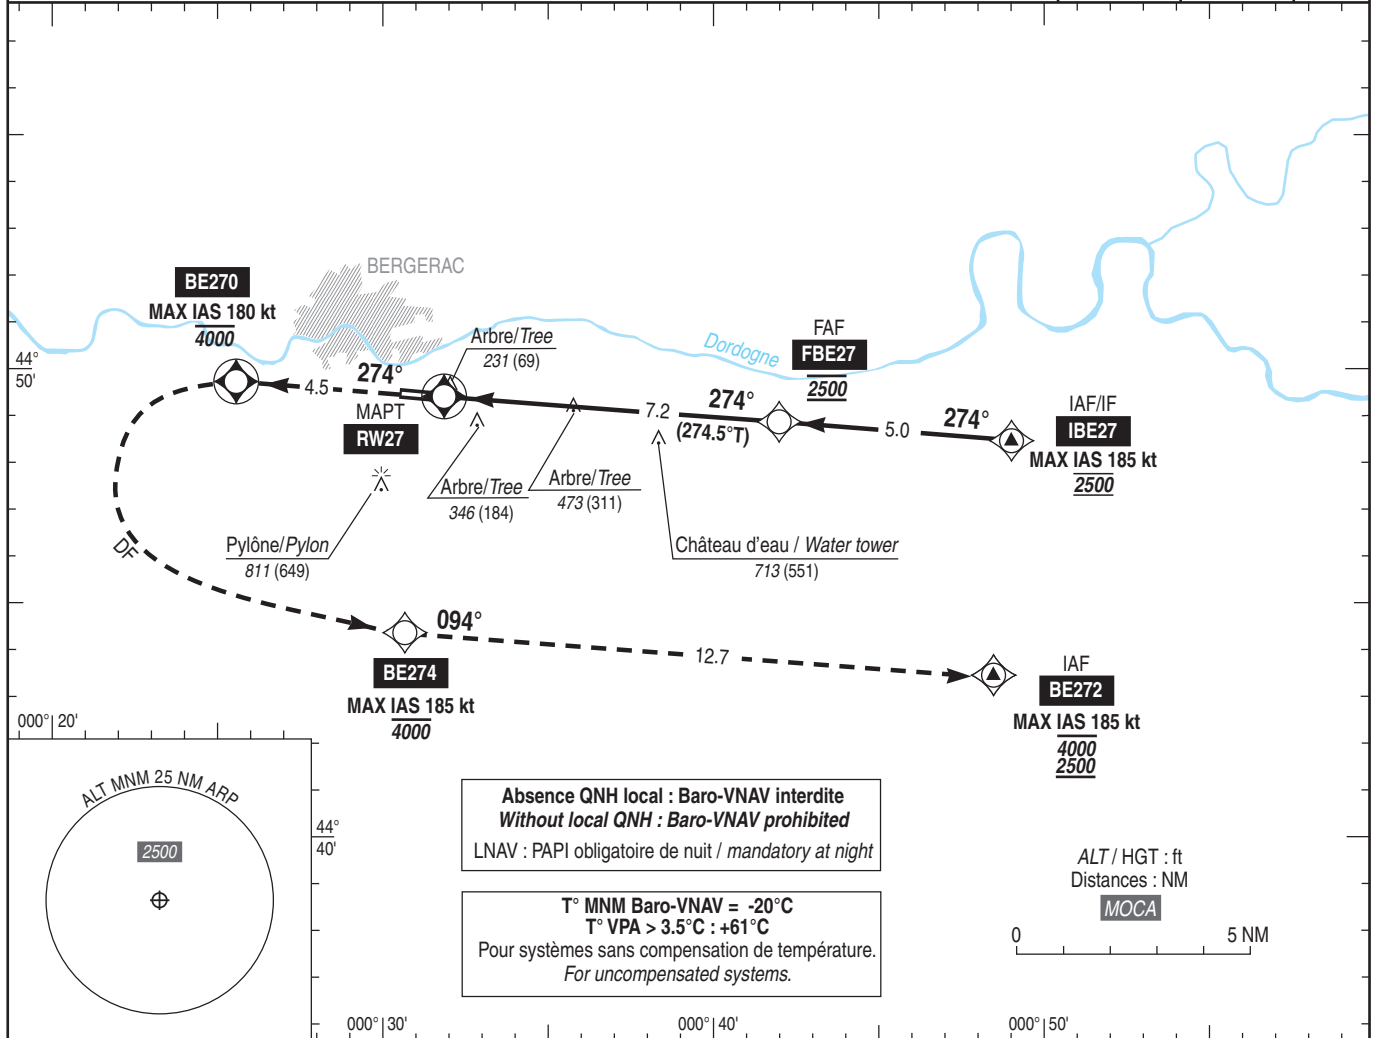 BERGERAC
BE270
MAX IAS 180 kt
4000
44°
50'
Arbre/Tree
231 (69)
Dordogne
FAF
FBE27
2500
4.5
274°
MAPT
RW27
7.2
274°
(274.5°T)
5.0
274°
IAF/IF
IBE27
MAX IAS 185 kt
2500
Arbre/Tree
346 (184)
Arbre/Tree
473 (311)
Pylône/Pylon
811 (649)
Château d'eau / Water tower
713 (551)
DF
094°
BE274
MAX IAS 185 kt
4000
12.7
IAF
BE272
MAX IAS 185 kt
4000
2500
000° 20'
ALT MNM 25 NM ARP
2500
44°
40'
Absence QNH local : Baro-VNAV interdite
Without local QNH : Baro-VNAV prohibited
LNAV : PAPI obligatoire de nuit / mandatory at night
T° MNM Baro-VNAV = -20°C
T° VPA > 3.5°C : +61°C
Pour systèmes sans compensation de température.
For uncompensated systems.
ALT / HGT : ft
Distances : NM
MOCA
0 5 NM
000° 30'
000° 40'
000° 50'